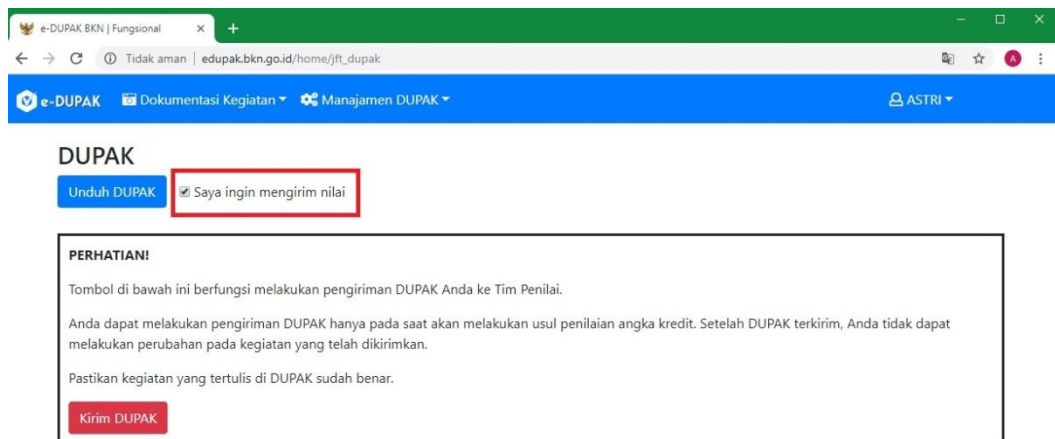 e-DUPAK BKN | Fungsional
Tidak aman | edupak.bkn.go.id/home/jft_dupak
A
e-DUPAK Dokumentasi Kegiatan Manajamen DUPAK ASTRI
DUPAK
Unduh DUPAK Saya ingin mengirim nilai
PERHATIAN!
Tombol di bawah ini berfungsi melakukan pengiriman DUPAK Anda ke Tim Penilai.
Anda dapat melakukan pengiriman DUPAK hanya pada saat akan melakukan usul penilaian angka kredit. Setelah DUPAK terkirim, Anda tidak dapat
melakukan perubahan pada kegiatan yang telah dikirimkan.
Pastikan kegiatan yang tertulis di DUPAK sudah benar.
Kirim DUPAK